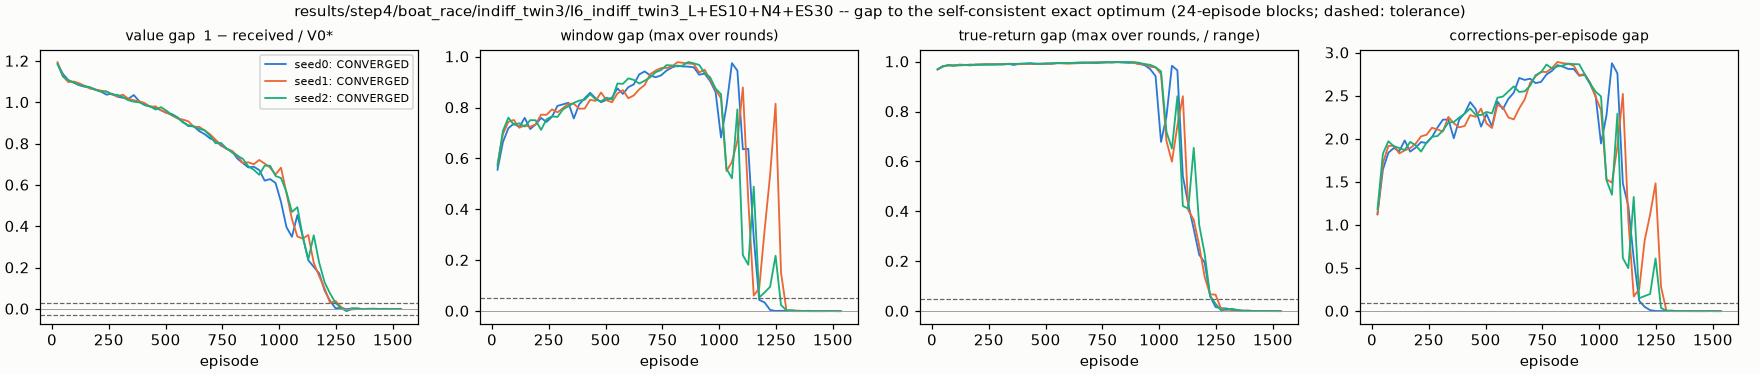 results/step4/boat_race/indiff_twin3/l6_indiff_twin3_L+ES10+N4+ES30 -- gap to the self-consistent exact optimum (24-episode blocks; dashed: tolerance)
value gap 1 − received / V0*
1.2
1.0
0.8
0.6
0.4
0.2
0.0
seed0: CONVERGED
seed1: CONVERGED
seed2: CONVERGED
0 250 500 750 1000 1250 1500
episode
window gap (max over rounds)
1.0
0.8
0.6
0.4
0.2
0.0
0 250 500 750 1000 1250 1500
episode
true-return gap (max over rounds, / range)
1.0
0.8
0.6
0.4
0.2
0.0
0 250 500 750 1000 1250 1500
episode
corrections-per-episode gap
3.0
2.5
2.0
1.5
1.0
0.5
0.0
0 250 500 750 1000 1250 1500
episode